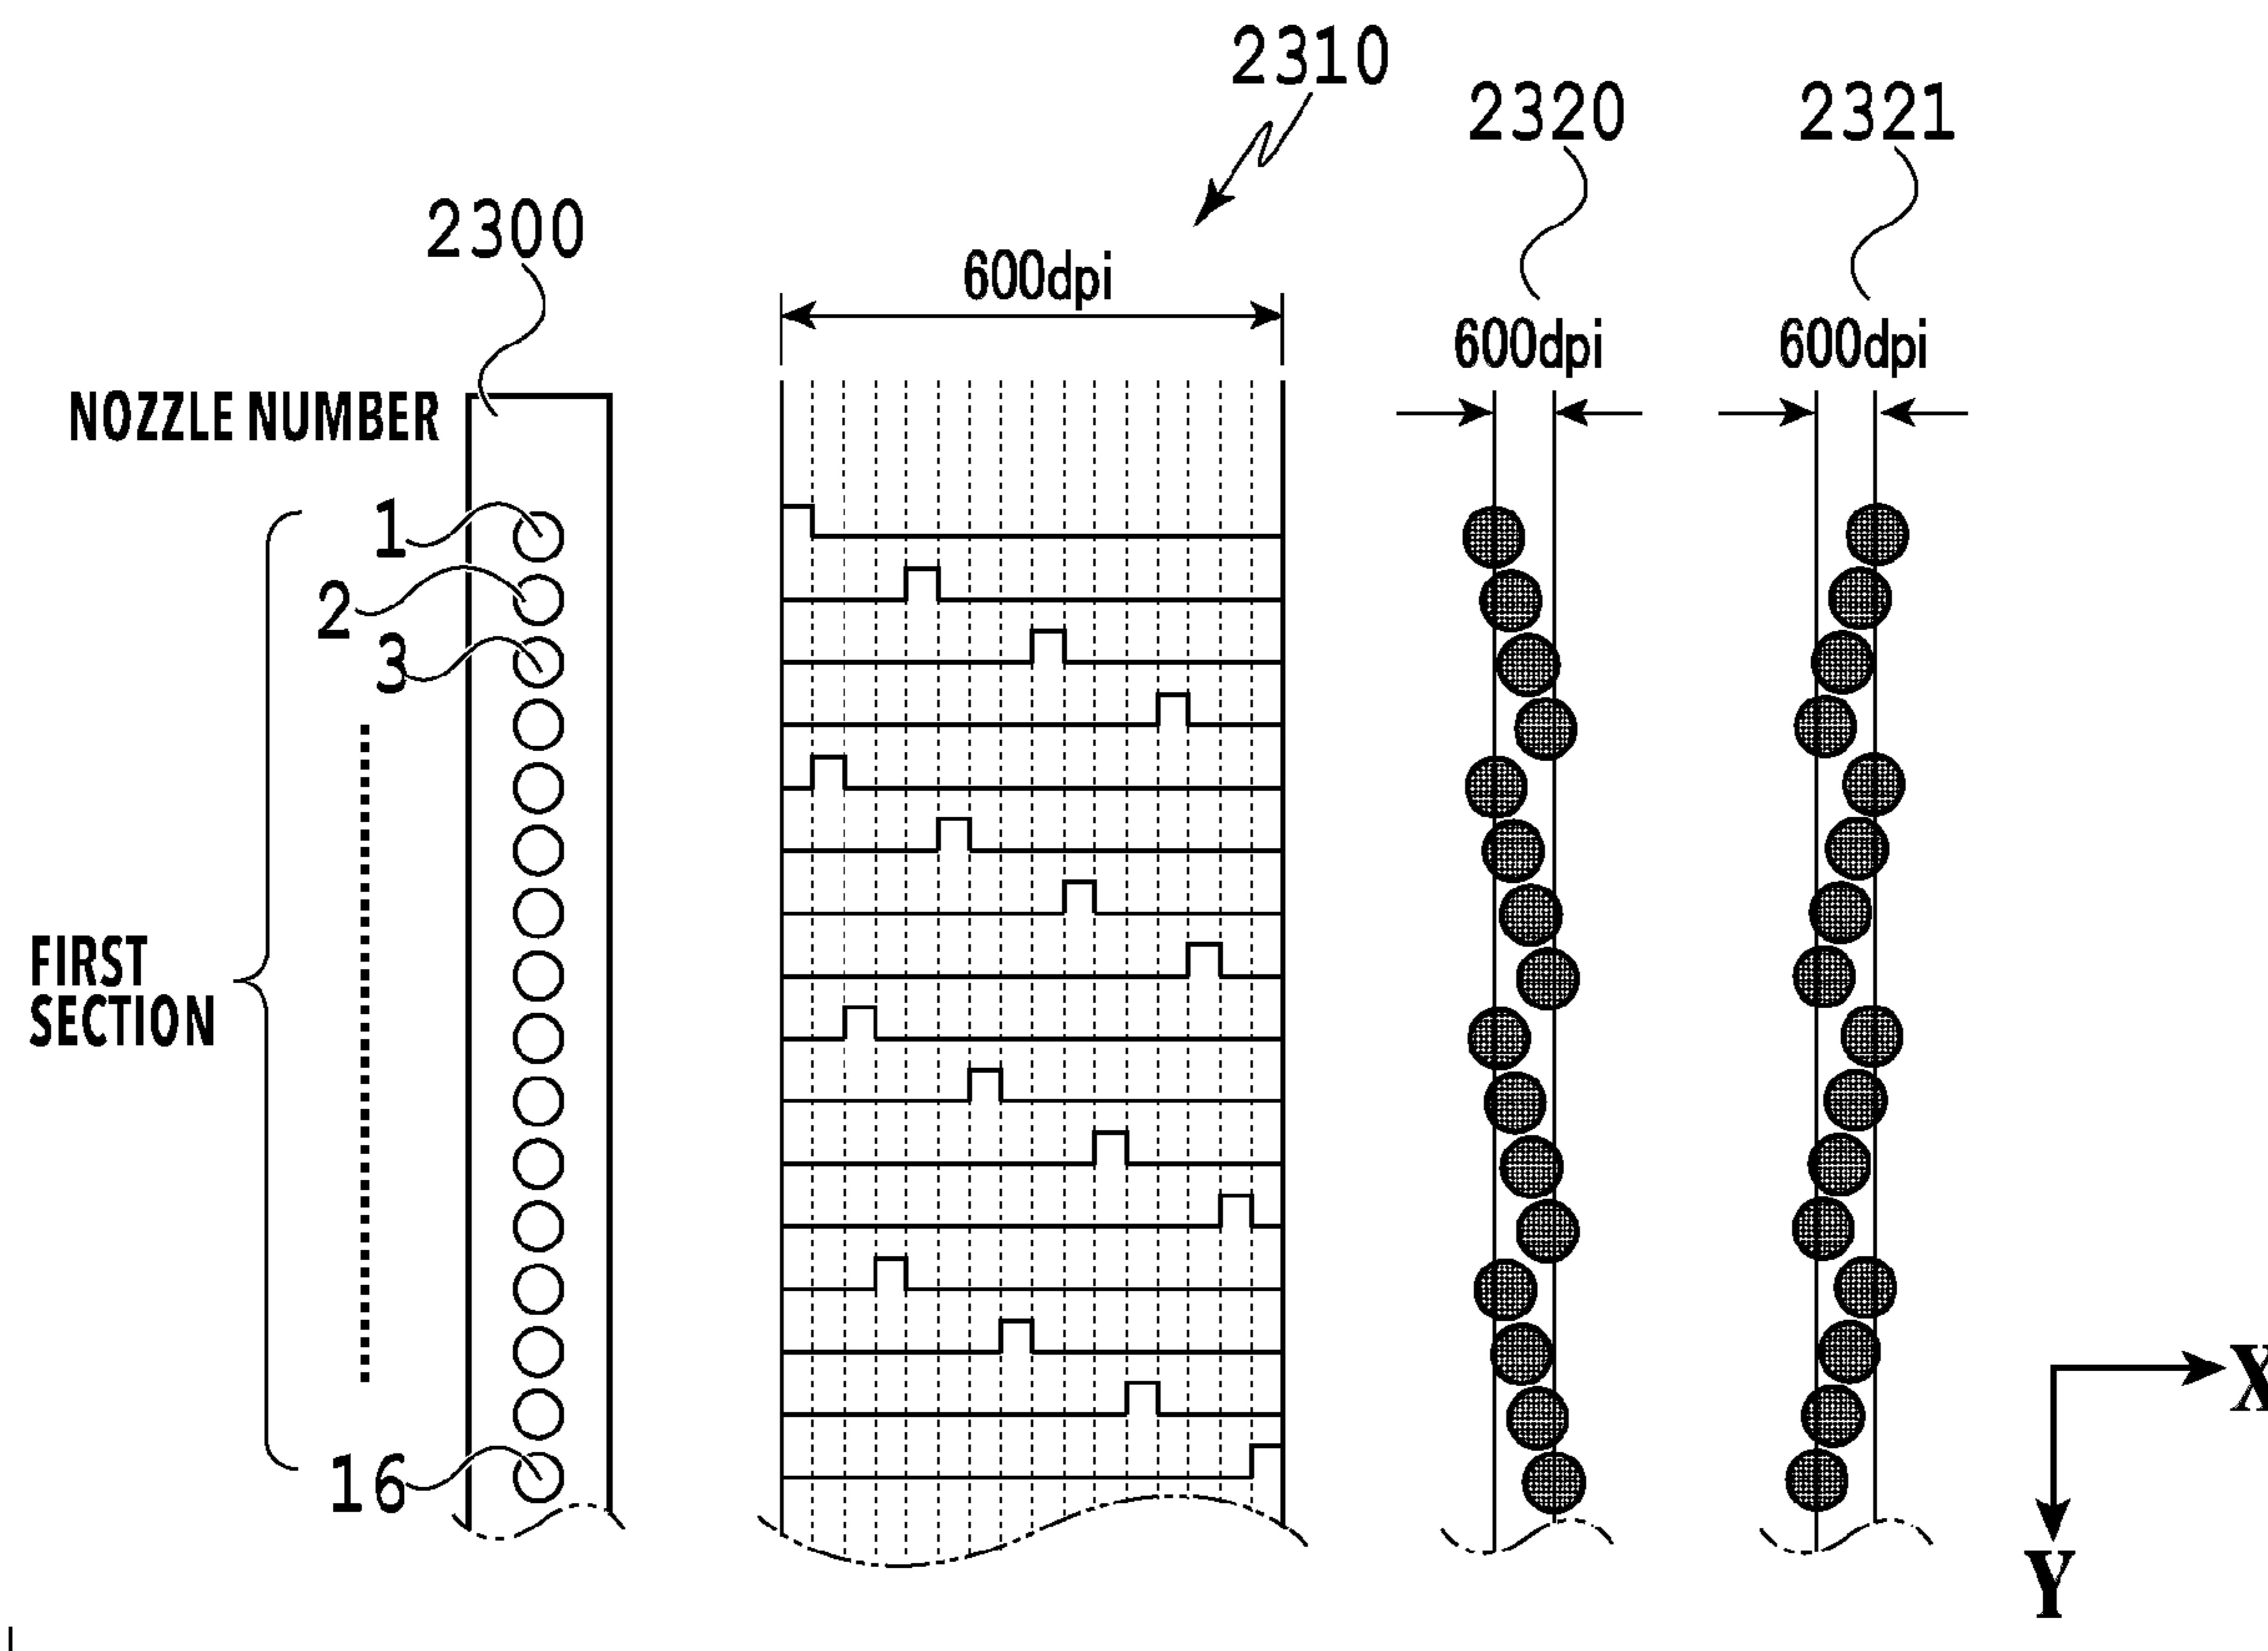 2310
2320
2321
2300
600dpi
600dpi
600dpi
NOZZLE NUMBER
1
2
3
FIRST
SECTION
16
X
Y